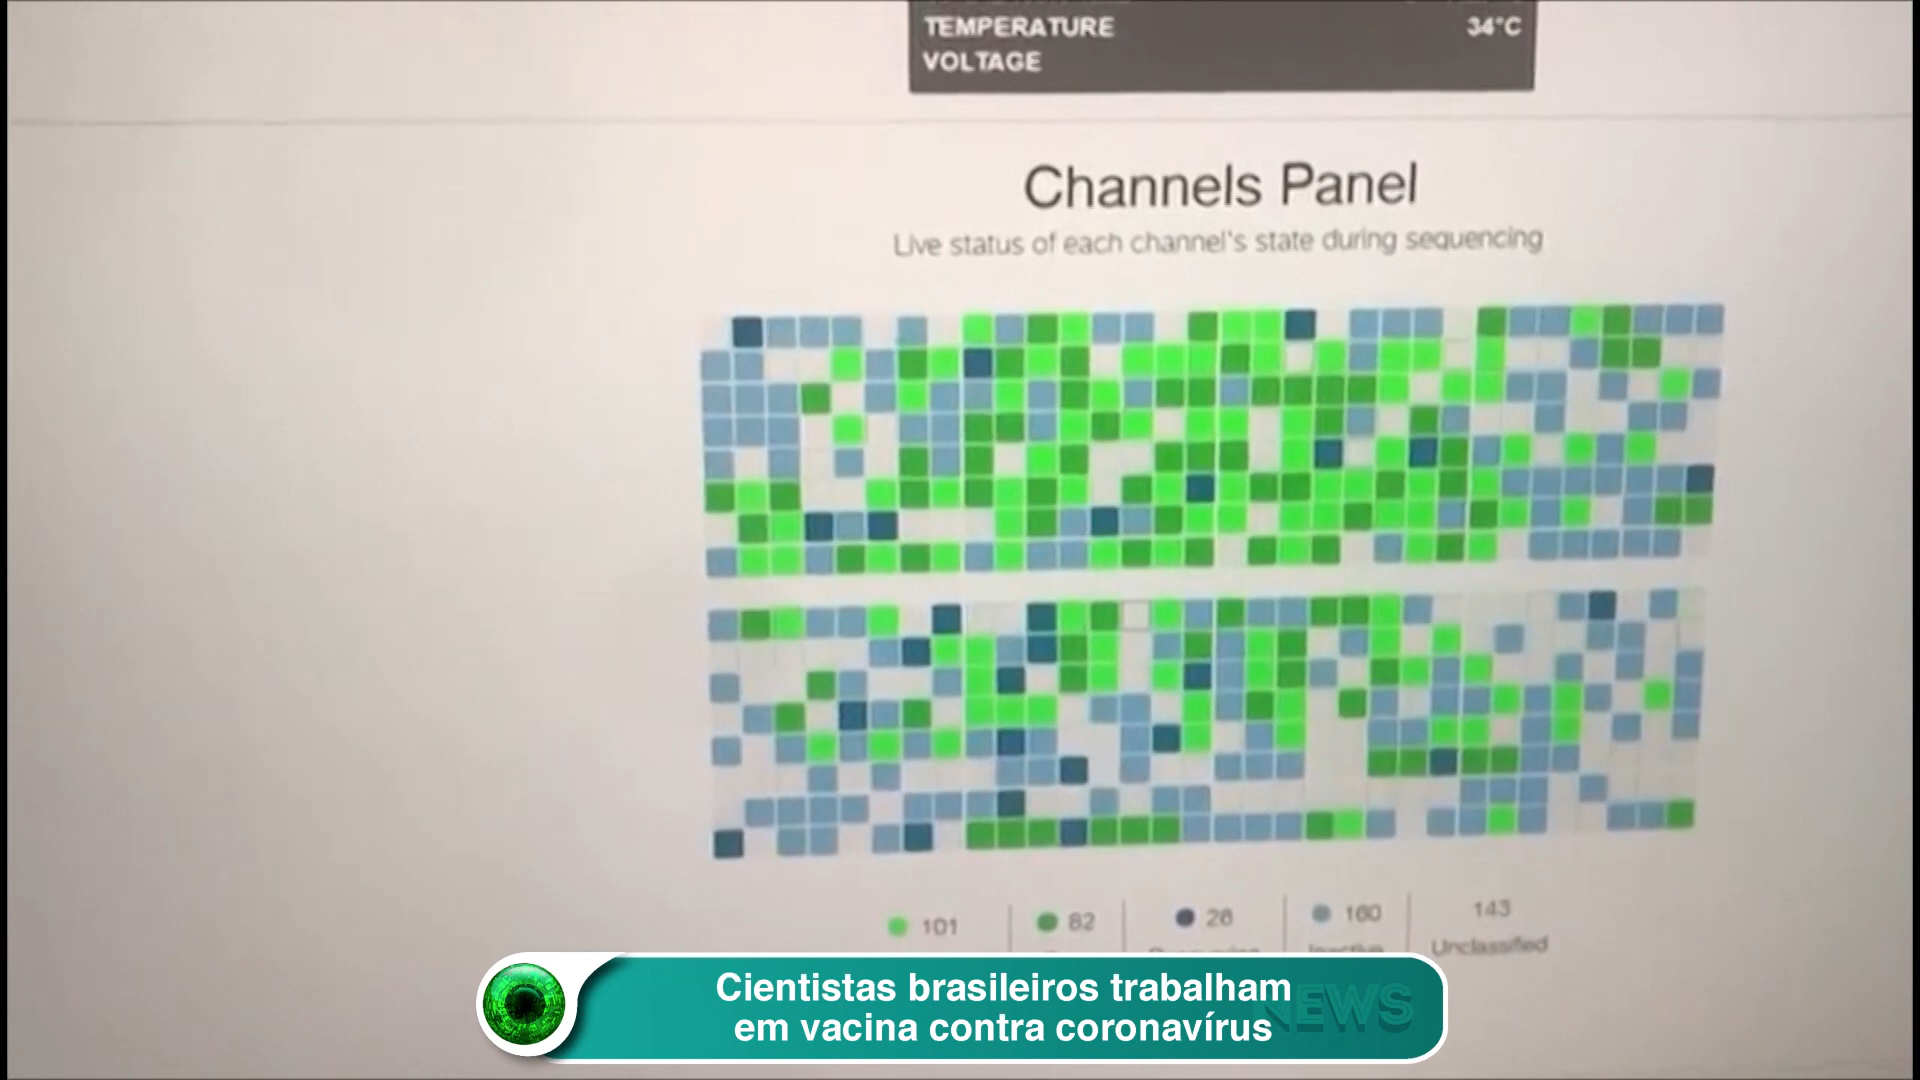 TEMPERATURE 34°C
VOLTAGE
Channels Panel
Live status of each channel's state during sequencing
101 82 26 160 143
Inactive Unclassified
Cientistas brasileiros trabalham
em vacina contra coronavírus
NEWS